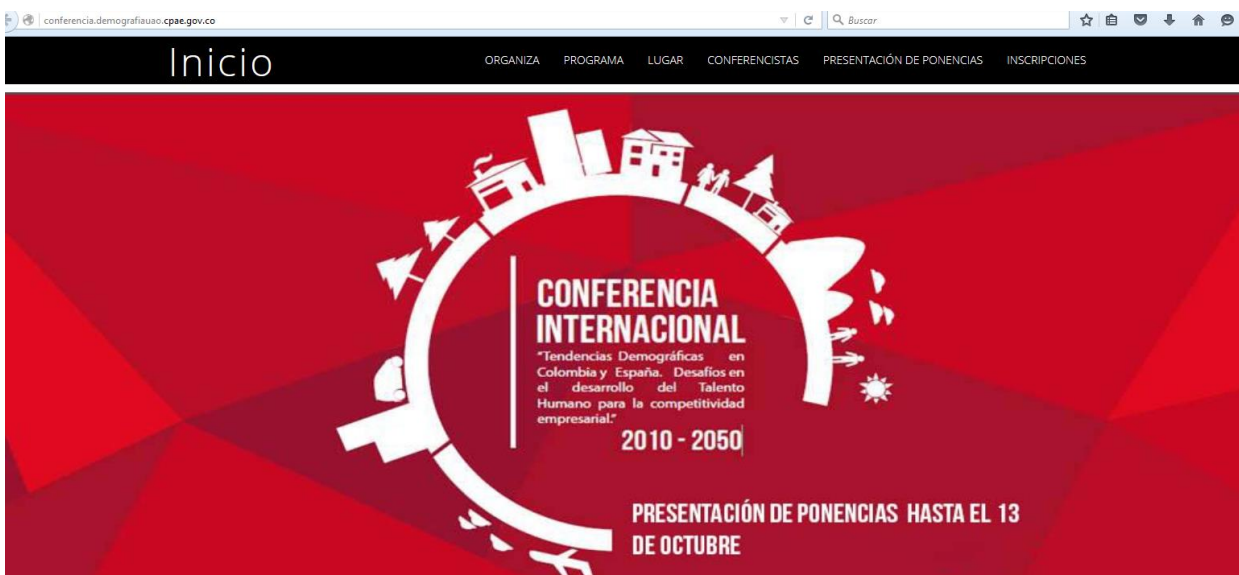 conferencia.demografiauao.cpae.gov.co
Buscar
Inicio
ORGANIZA PROGRAMA LUGAR CONFERENCISTAS PRESENTACIÓN DE PONENCIAS INSCRIPCIONES
CONFERENCIA
INTERNACIONAL
"Tendencias Demográficas en
Colombia y España. Desafíos en
el desarrollo del Talento
Humano para la competitividad
empresarial."
2010 - 2050
PRESENTACIÓN DE PONENCIAS HASTA EL 13
DE OCTUBRE